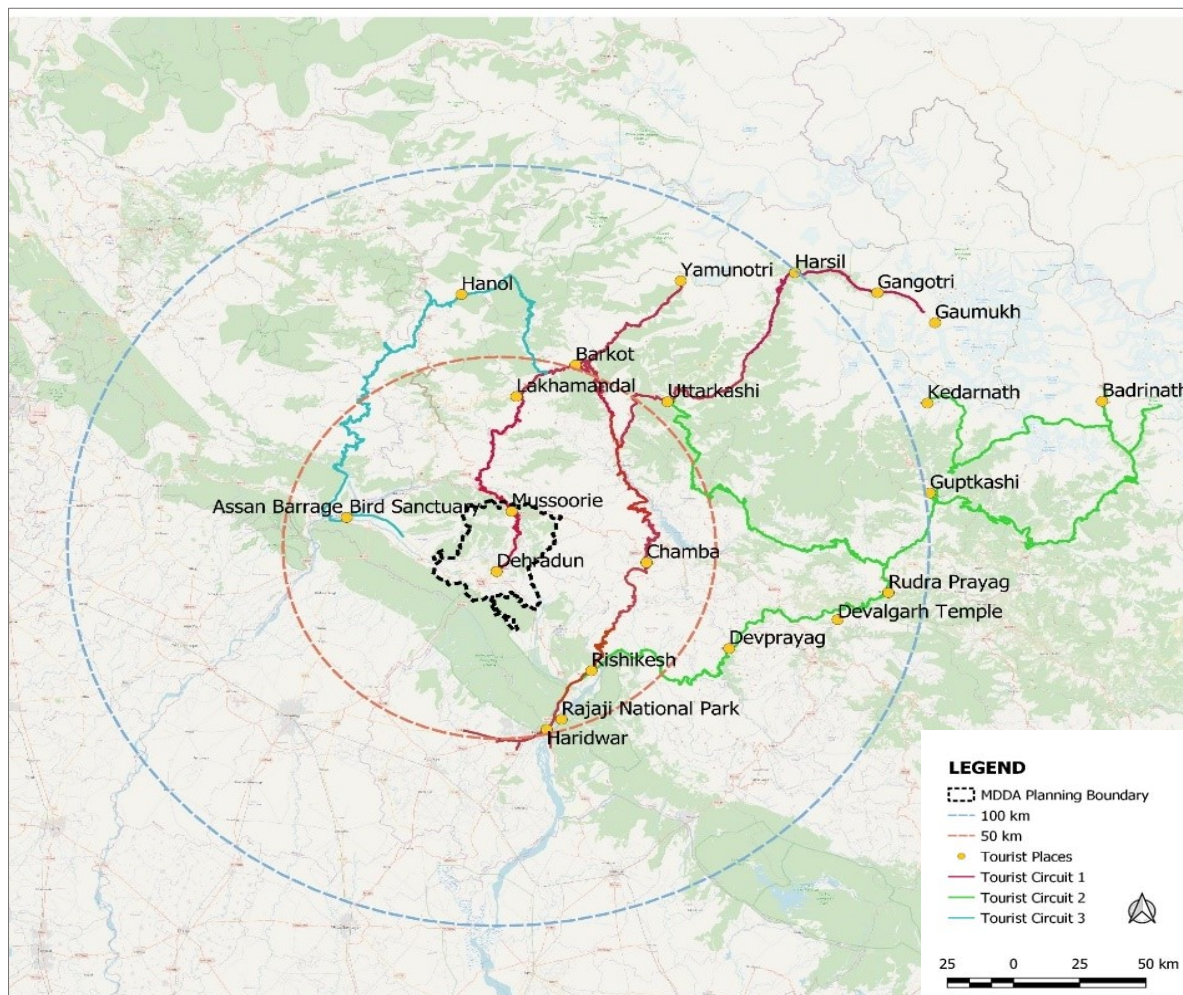 Hanol
Yamunotri
Harsil
Gangotri
Gaumukh
Barkot
Lakhamandal
Uttarkashi
Kedarnath
Badrinath
Guptkashi
Assan Barrage Bird Sanctuary
Mussoorie
Dehradun
Chamba
Rudra Prayag
Devalgarh Temple
Devprayag
Rishikesh
Rajaji National Park
Haridwar
LEGEND
MDDA Planning Boundary
100 km
50 km
Tourist Places
Tourist Circuit 1
Tourist Circuit 2
Tourist Circuit 3
25 0 25 50 km